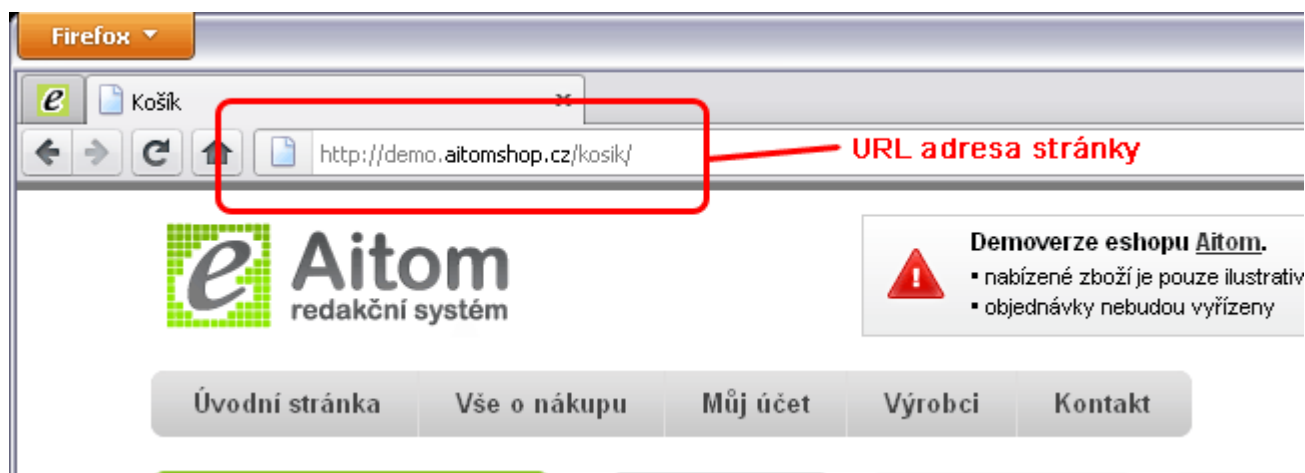 Firefox
e Košík
http://demo.aitomshop.cz/kosik/
URL adresa stránky
e Aitom
redakční systém
Demoverze eshopu Aitom.
▪ nabízené zboží je pouze ilustrativ
▪ objednávky nebudou vyřízeny
Úvodní stránka Vše o nákupu Můj účet Výrobci Kontakt